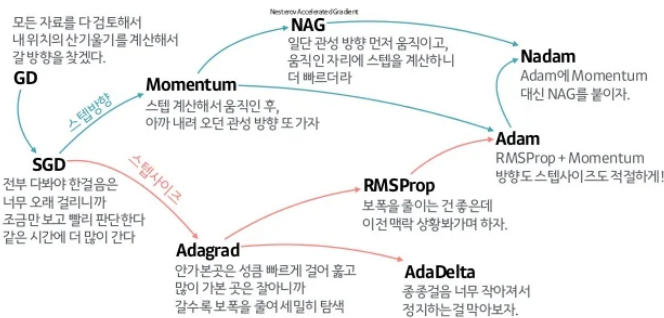 모든 자료를 다 검토해서
내 위치의 산기울기를 계산해서
갈 방향을 찾겠다.
GD
Nesterov Accelerated Gradient
NAG
일단 관성 방향 먼저 움직이고,
움직인 자리에 스텝을 계산하니
더 빠르더라
Nadam
Adam에 Momentum
대신 NAG를 붙이자.
Momentum
스텝 계산해서 움직인 후,
아까 내려 오던 관성 방향 또 가자
스텝방향
Adam
RMSProp + Momentum
방향도 스텝사이즈도 적절하게!
SGD
전부 다봐야 한걸음은
너무 오래 걸리니까
조금만 보고 빨리 판단한다
같은 시간에 더 많이 간다
스텝사이즈
RMSProp
보폭을 줄이는 건 좋은데
이전 맥락 상황봐가며 하자.
Adagrad
안가본곳은 성큼 빠르게 걸어 훑고
많이 가본 곳은 잘아니까
갈수록 보폭을 줄여 세밀히 탐색
AdaDelta
종종걸음 너무 작아져서
정지하는걸 막아보자.